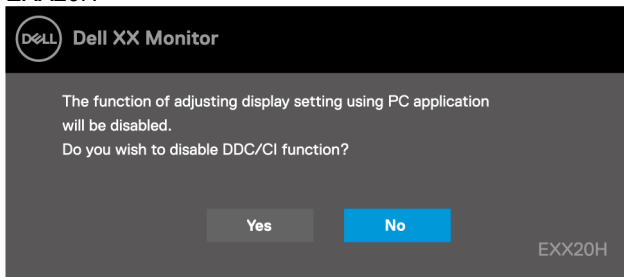 DELL
Dell XX Monitor
The function of adjusting display setting using PC application
will be disabled.
Do you wish to disable DDC/CI function?
Yes
No
EXX20H